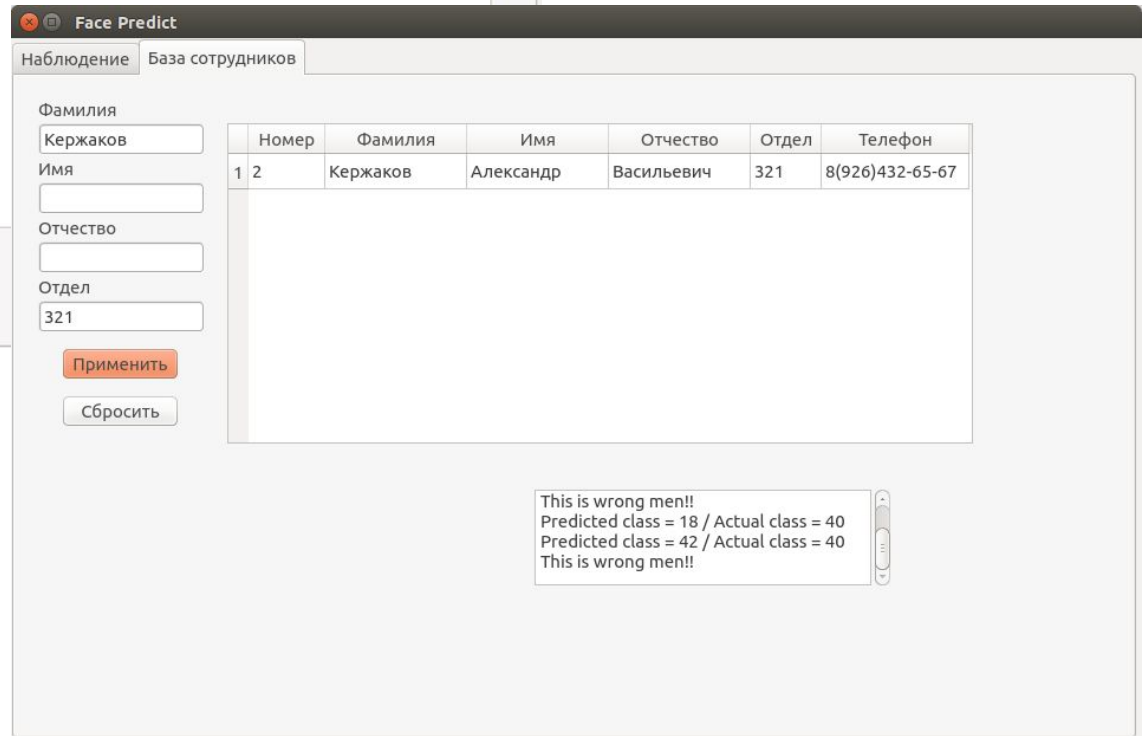 Face Predict
Наблюдение База сотрудников
Фамилия
Кержаков
Имя
Отчество
Отдел
321
Применить
Сбросить
Номер Фамилия Имя Отчество Отдел Телефон
1 2 Кержаков Александр Васильевич 321 8(926)432-65-67
This is wrong men!!
Predicted class = 18 / Actual class = 40
Predicted class = 42 / Actual class = 40
This is wrong men!!